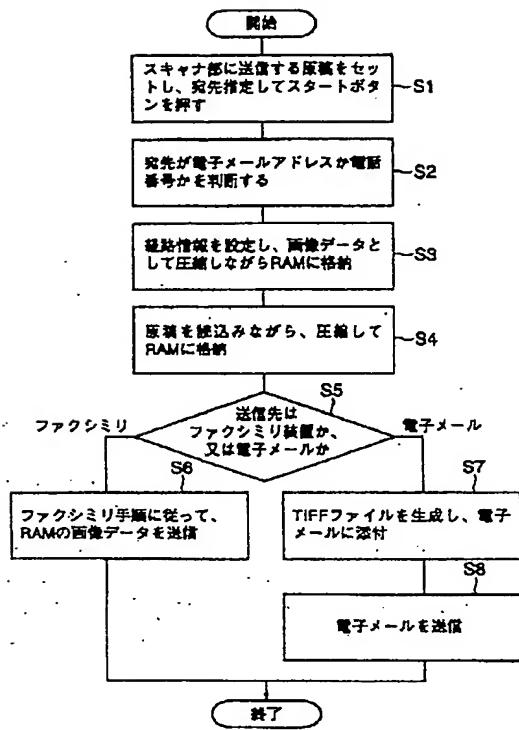 開始
スキャナ部に送信する原稿をセッ
トし、宛先指定してスタートボタ
ンを押す
S1
宛先が電子メールアドレスか電話
番号かを判断する
S2
経路情報を設定し、画像データと
して圧縮しながらRAMに格納
S3
原稿を読込みながら、圧縮して
RAMに格納
S4
S5
送信先は
ファクシミリ装置か、
又は電子メールか
ファクシミリ
電子メール
S6
ファクシミリ手順に従って、
RAMの画像データを送信
S7
TIFFファイルを生成し、電子
メールに添付
S8
電子メールを送信
終了